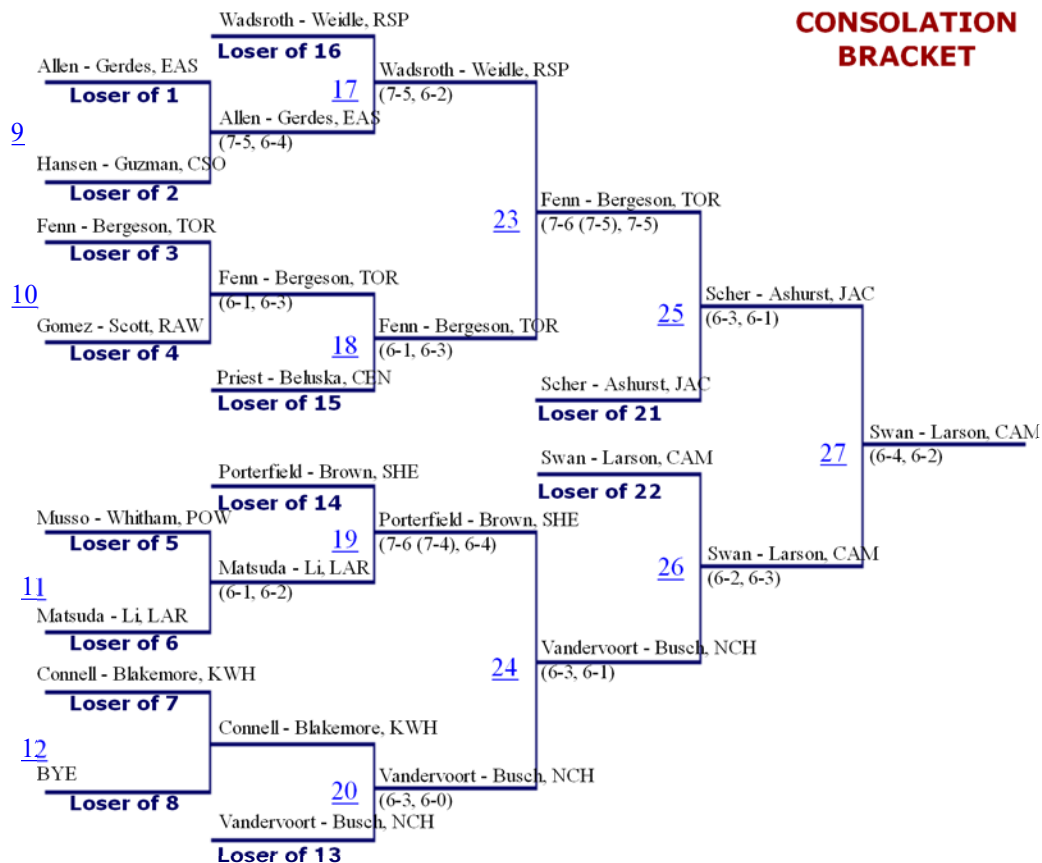 CONSOLATION
BRACKET
Wadsroth - Weidle, RSP
Loser of 16
Allen - Gerdes, EAS
Loser of 1
17
Wadsroth - Weidle, RSP
(7-5, 6-2)
9
Allen - Gerdes, EAS
(7-5, 6-4)
Hansen - Guzman, CSO
Loser of 2
23
Fenn - Bergeson, TOR
(7-6 (7-5), 7-5)
Fenn - Bergeson, TOR
Loser of 3
10
Fenn - Bergeson, TOR
(6-1, 6-3)
Gomez - Scott, RAW
Loser of 4
18
Fenn - Bergeson, TOR
(6-1, 6-3)
25
Scher - Ashurst, JAC
(6-3, 6-1)
Priest - Beluska, CEN
Loser of 15
Scher - Ashurst, JAC
Loser of 21
27
Swan - Larson, CAM
(6-4, 6-2)
Porterfield - Brown, SHE
Loser of 14
Swan - Larson, CAM
Loser of 22
Musso - Whitham, POW
Loser of 5
19
Porterfield - Brown, SHE
(7-6 (7-4), 6-4)
11
Matsuda - Li, LAR
(6-1, 6-2)
26
Swan - Larson, CAM
(6-2, 6-3)
Matsuda - Li, LAR
Loser of 6
24
Vandervoort - Busch, NCH
(6-3, 6-1)
Connell - Blakemore, KWH
Loser of 7
12
Connell - Blakemore, KWH
BYE
Loser of 8
20
Vandervoort - Busch, NCH
(6-3, 6-0)
Vandervoort - Busch, NCH
Loser of 13